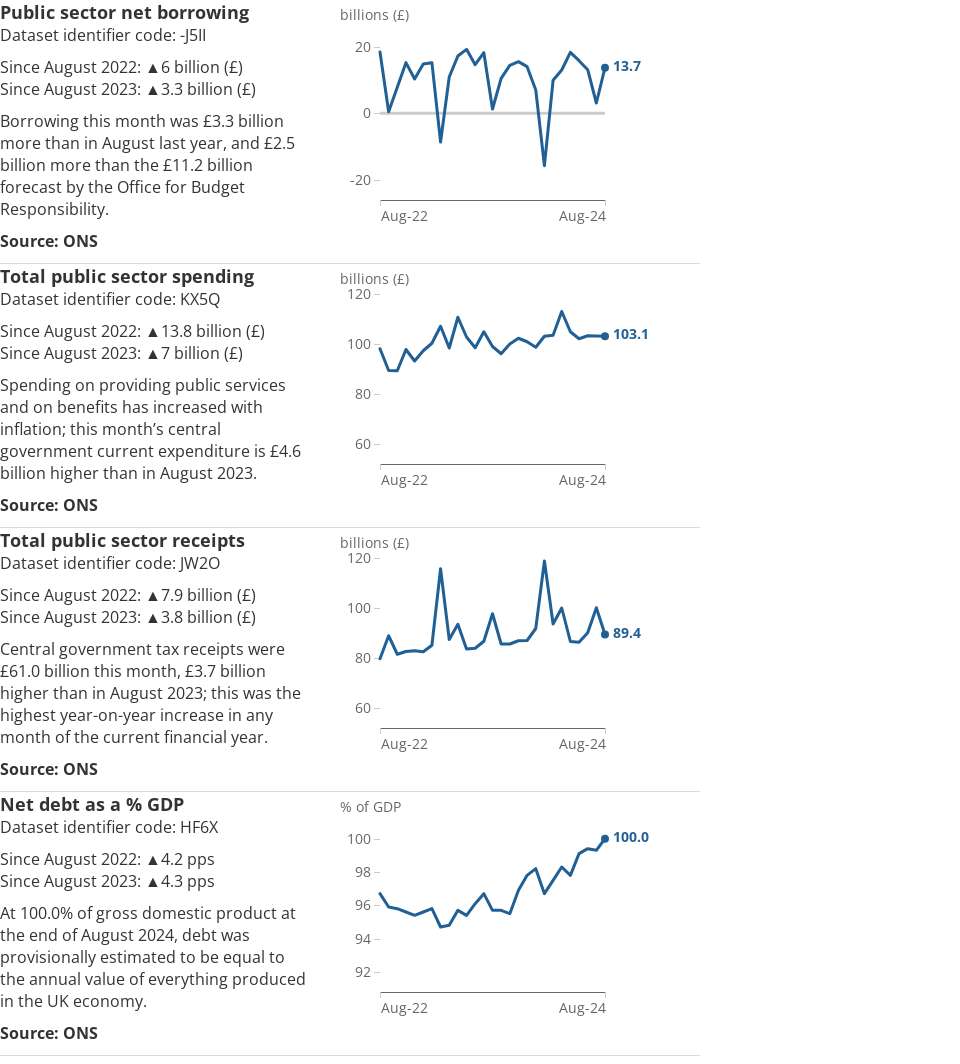 Public sector net borrowing
Dataset identifier code: -J5II
Since August 2022: ▲6 billion (£)
Since August 2023: ▲3.3 billion (£)
Borrowing this month was £3.3 billion
more than in August last year, and £2.5
billion more than the £11.2 billion
forecast by the Office for Budget
Responsibility.
Source: ONS
billions (£)
20
0
-20
13.7
Aug-22
Aug-24
Total public sector spending
Dataset identifier code: KX5Q
Since August 2022: ▲13.8 billion (£)
Since August 2023: ▲7 billion (£)
Spending on providing public services
and on benefits has increased with
inflation; this month’s central
government current expenditure is £4.6
billion higher than in August 2023.
Source: ONS
billions (£)
120
100
80
60
103.1
Aug-22
Aug-24
Total public sector receipts
Dataset identifier code: JW2O
Since August 2022: ▲7.9 billion (£)
Since August 2023: ▲3.8 billion (£)
Central government tax receipts were
£61.0 billion this month, £3.7 billion
higher than in August 2023; this was the
highest year-on-year increase in any
month of the current financial year.
Source: ONS
billions (£)
120
100
80
60
89.4
Aug-22
Aug-24
Net debt as a % GDP
Dataset identifier code: HF6X
Since August 2022: ▲4.2 pps
Since August 2023: ▲4.3 pps
At 100.0% of gross domestic product at
the end of August 2024, debt was
provisionally estimated to be equal to
the annual value of everything produced
in the UK economy.
Source: ONS
% of GDP
100
98
96
94
92
100.0
Aug-22
Aug-24